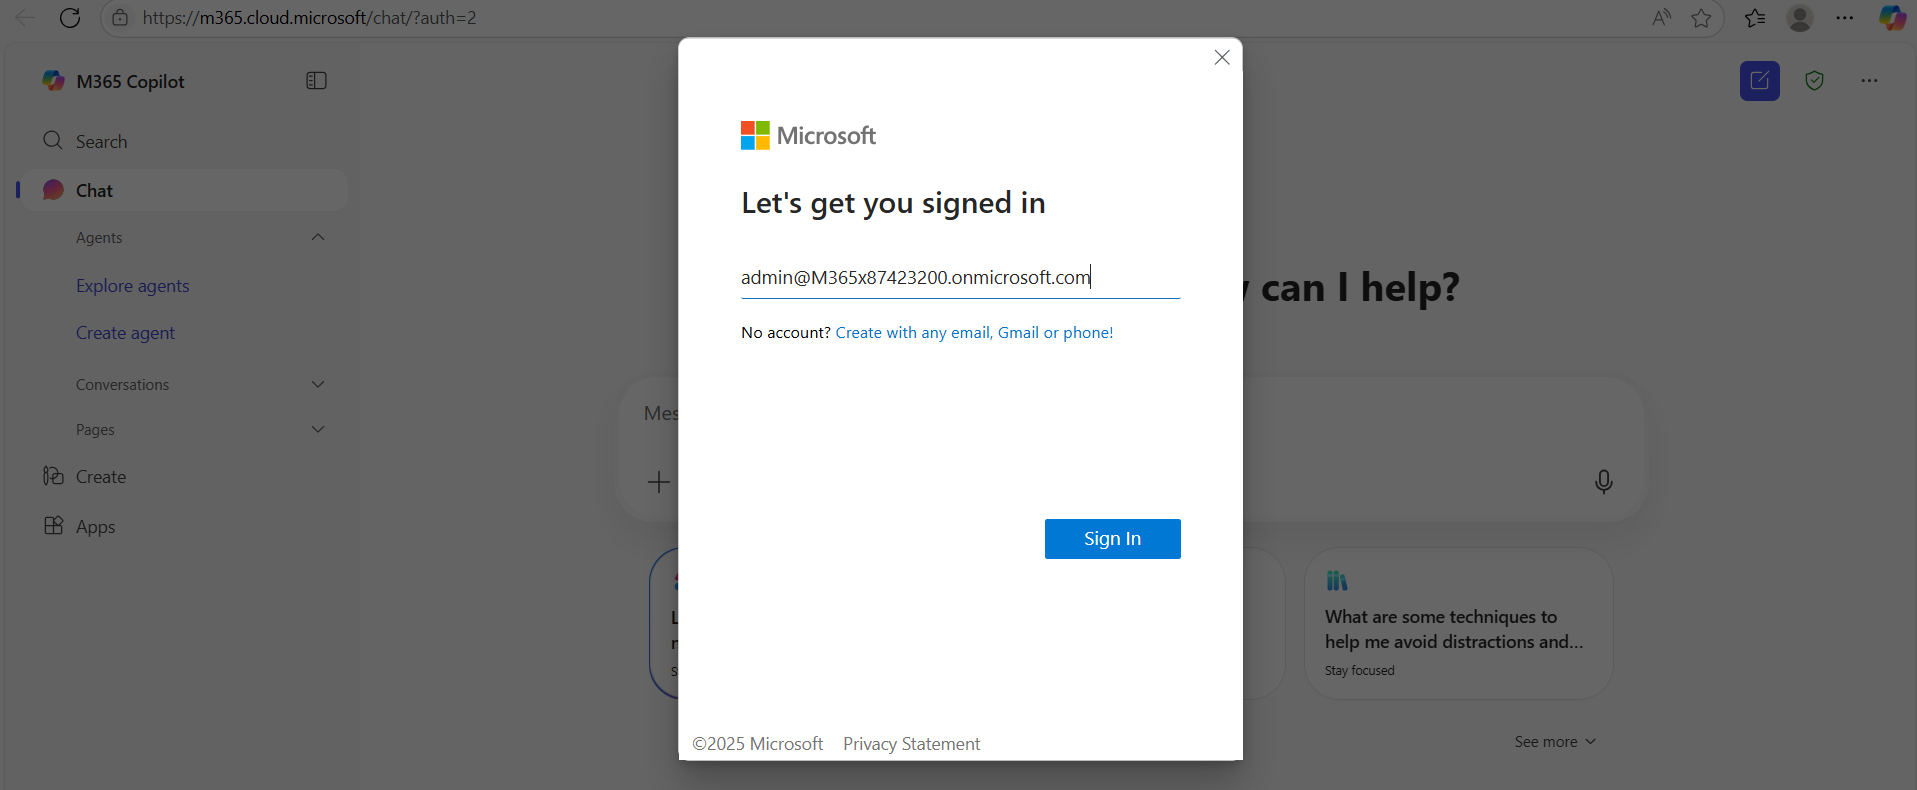 https://m365.cloud.microsoft/chat/?auth=2
M365 Copilot
Search
Chat
Agents
Explore agents
Create agent
Conversations
Pages
Create
Apps
Microsoft
Let's get you signed in
admin@M365x87423200.onmicrosoft.com
No account? Create with any email, Gmail or phone!
Sign In
©2025 Microsoft Privacy Statement
can I help?
What are some techniques to
help me avoid distractions and...
Stay focused
See more